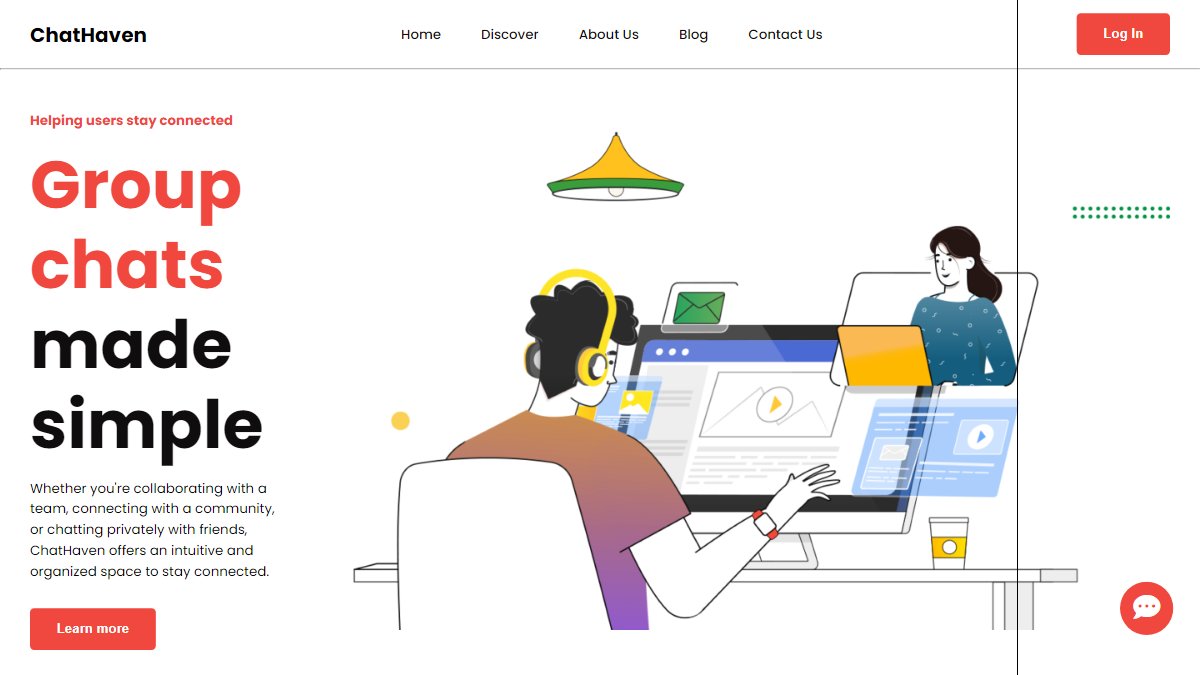 ChatHaven
Home
Discover
About Us
Blog
Contact Us
Log In
Helping users stay connected
Group
chats
made
simple
Whether you're collaborating with a
team, connecting with a community,
or chatting privately with friends,
ChatHaven offers an intuitive and
organized space to stay connected.
Learn more